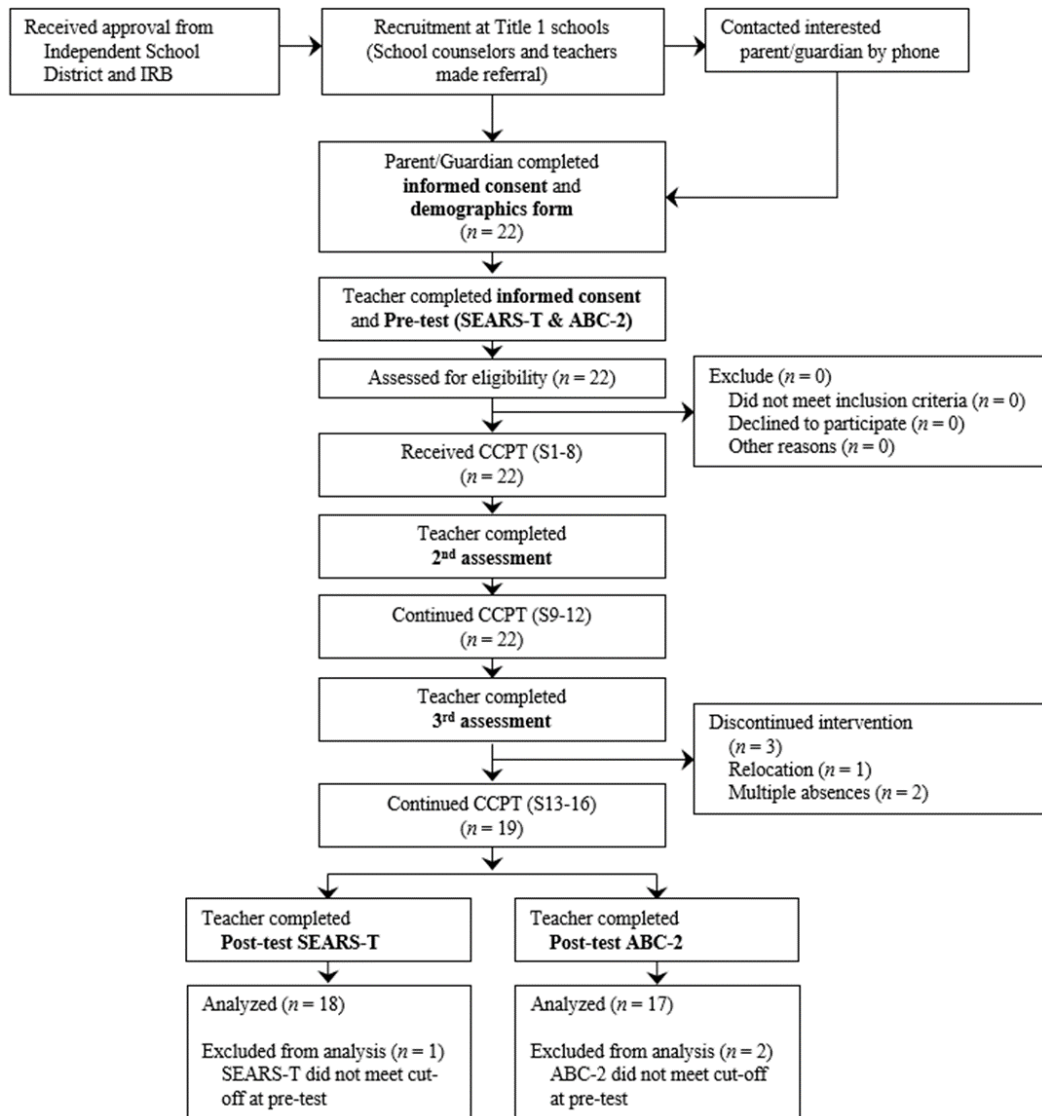 Received approval from
Independent School
District and IRB
Recruitment at Title 1 schools
(School counselors and teachers
made referral)
Contacted interested
parent/guardian by phone
Parent/Guardian completed
informed consent and
demographics form
(n = 22)
Teacher completed informed consent
and Pre-test (SEARS-T & ABC-2)
Assessed for eligibility (n = 22)
Exclude (n = 0)
Did not meet inclusion criteria (n = 0)
Declined to participate (n = 0)
Other reasons (n = 0)
Received CCPT (S1-8)
(n = 22)
Teacher completed
2nd assessment
Continued CCPT (S9-12)
(n = 22)
Teacher completed
3rd assessment
Discontinued intervention
(n = 3)
Relocation (n = 1)
Multiple absences (n = 2)
Continued CCPT (S13-16)
(n = 19)
Teacher completed
Post-test SEARS-T
Teacher completed
Post-test ABC-2
Analyzed (n = 18)
Excluded from analysis (n = 1)
SEARS-T did not meet cut-
off at pre-test
Analyzed (n = 17)
Excluded from analysis (n = 2)
ABC-2 did not meet cut-off
at pre-test